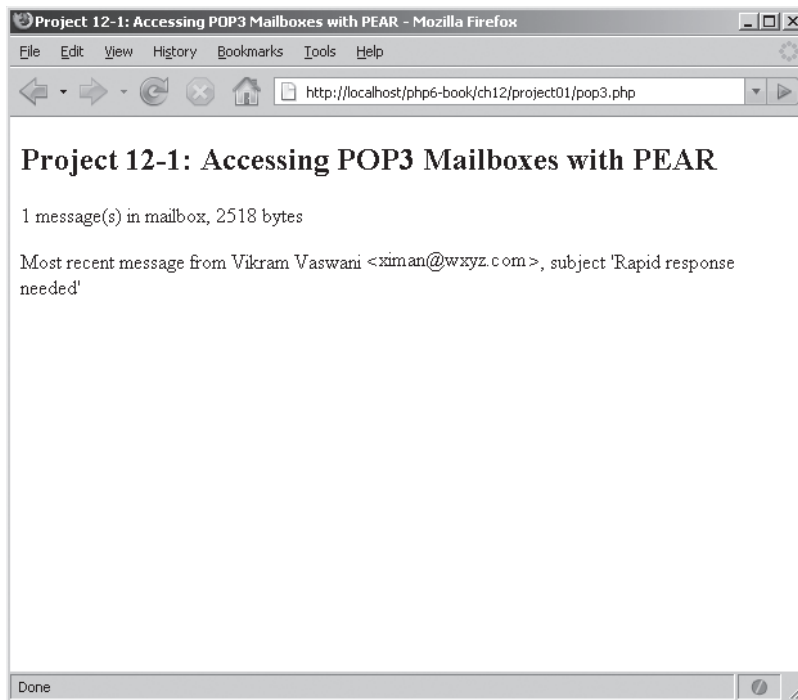 Project 12-1: Accessing POP3 Mailboxes with PEAR - Mozilla Firefox
File Edit View History Bookmarks Tools Help
http://localhost/php6-book/ch12/project01/pop3.php
Project 12-1: Accessing POP3 Mailboxes with PEAR
1 message(s) in mailbox, 2518 bytes
Most recent message from Vikram Vaswani <ximan@wxyz.com>, subject 'Rapid response
needed'
Done